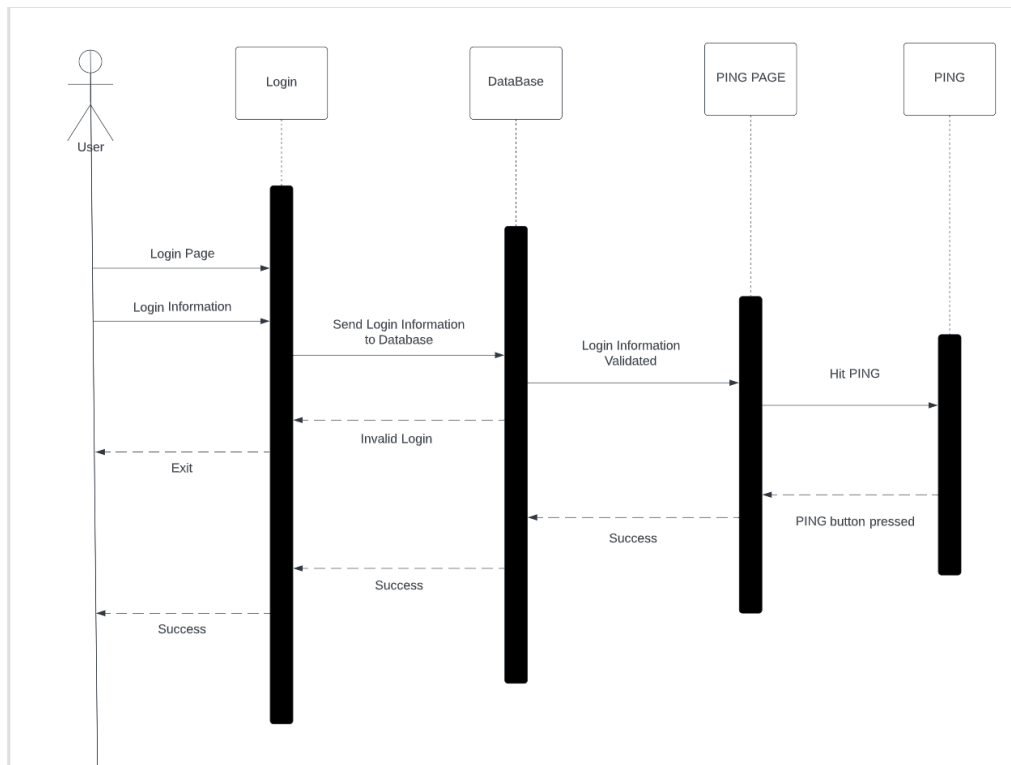 Login
DataBase
PING PAGE
PING
User
Login Page
Login Information
Send Login Information
to Database
Login Information
Validated
Hit PING
Invalid Login
Exit
PING button pressed
Success
Success
Success